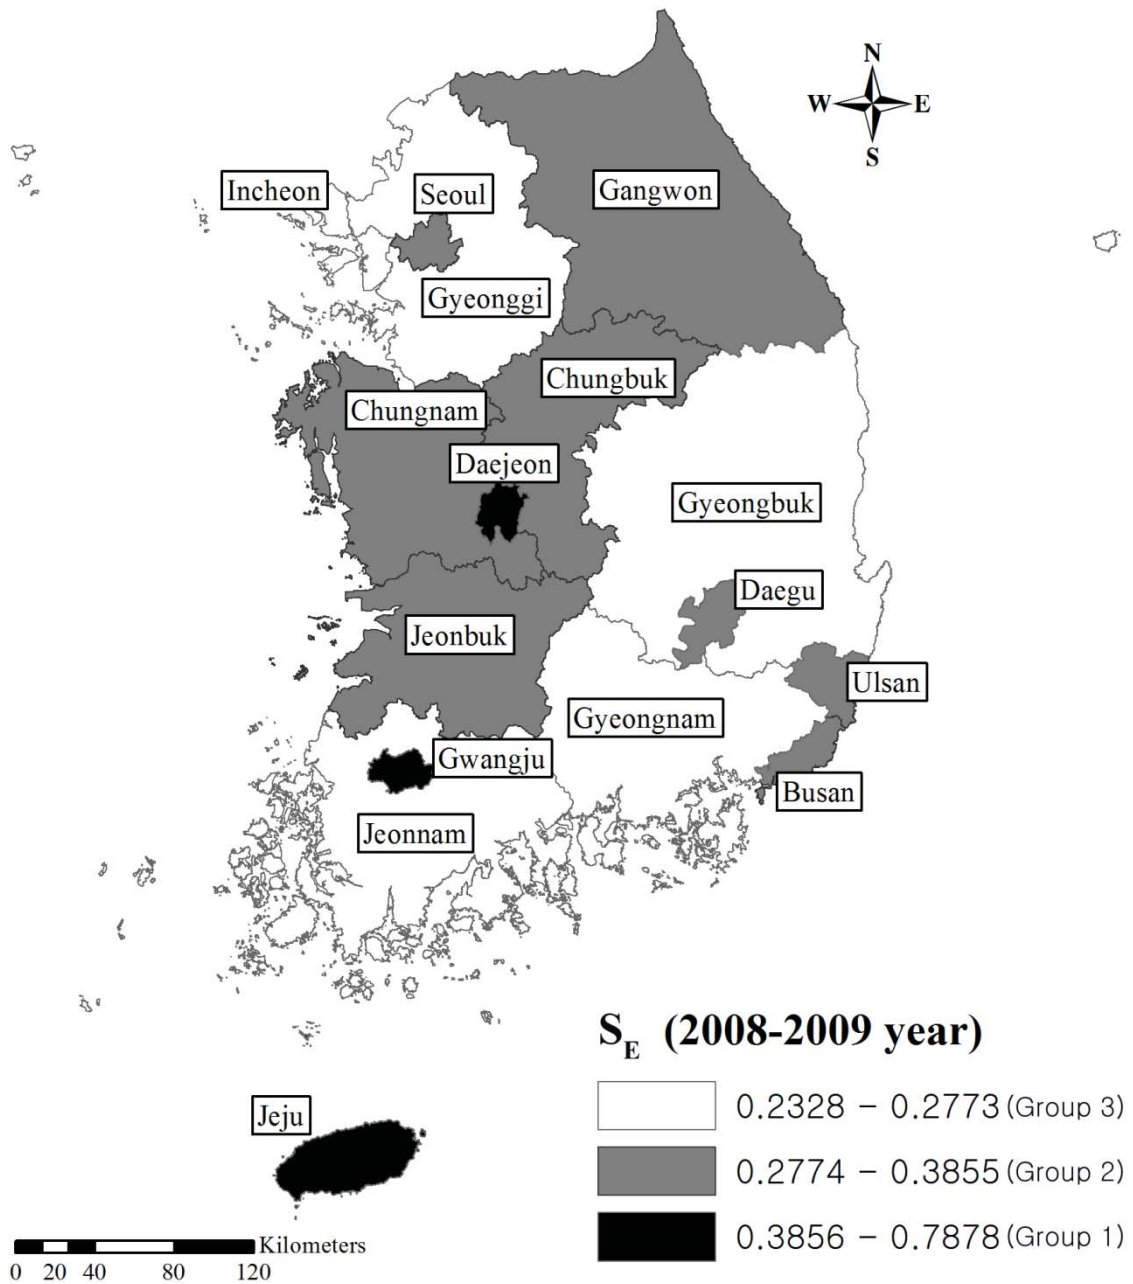 N
W E
S
Incheon
Seoul
Gangwon
Gyeonggi
Chungbuk
Chungnam
Daejeon
Gyeongbuk
Daegu
Jeonbuk
Ulsan
Gyeongnam
Gwangju
Busan
Jeonnam
S_E (2008-2009 year)
0.2328 - 0.2773 (Group 3)
Jeju
0.2774 - 0.3855 (Group 2)
0.3856 - 0.7878 (Group 1)
Kilometers
0 20 40 80 120